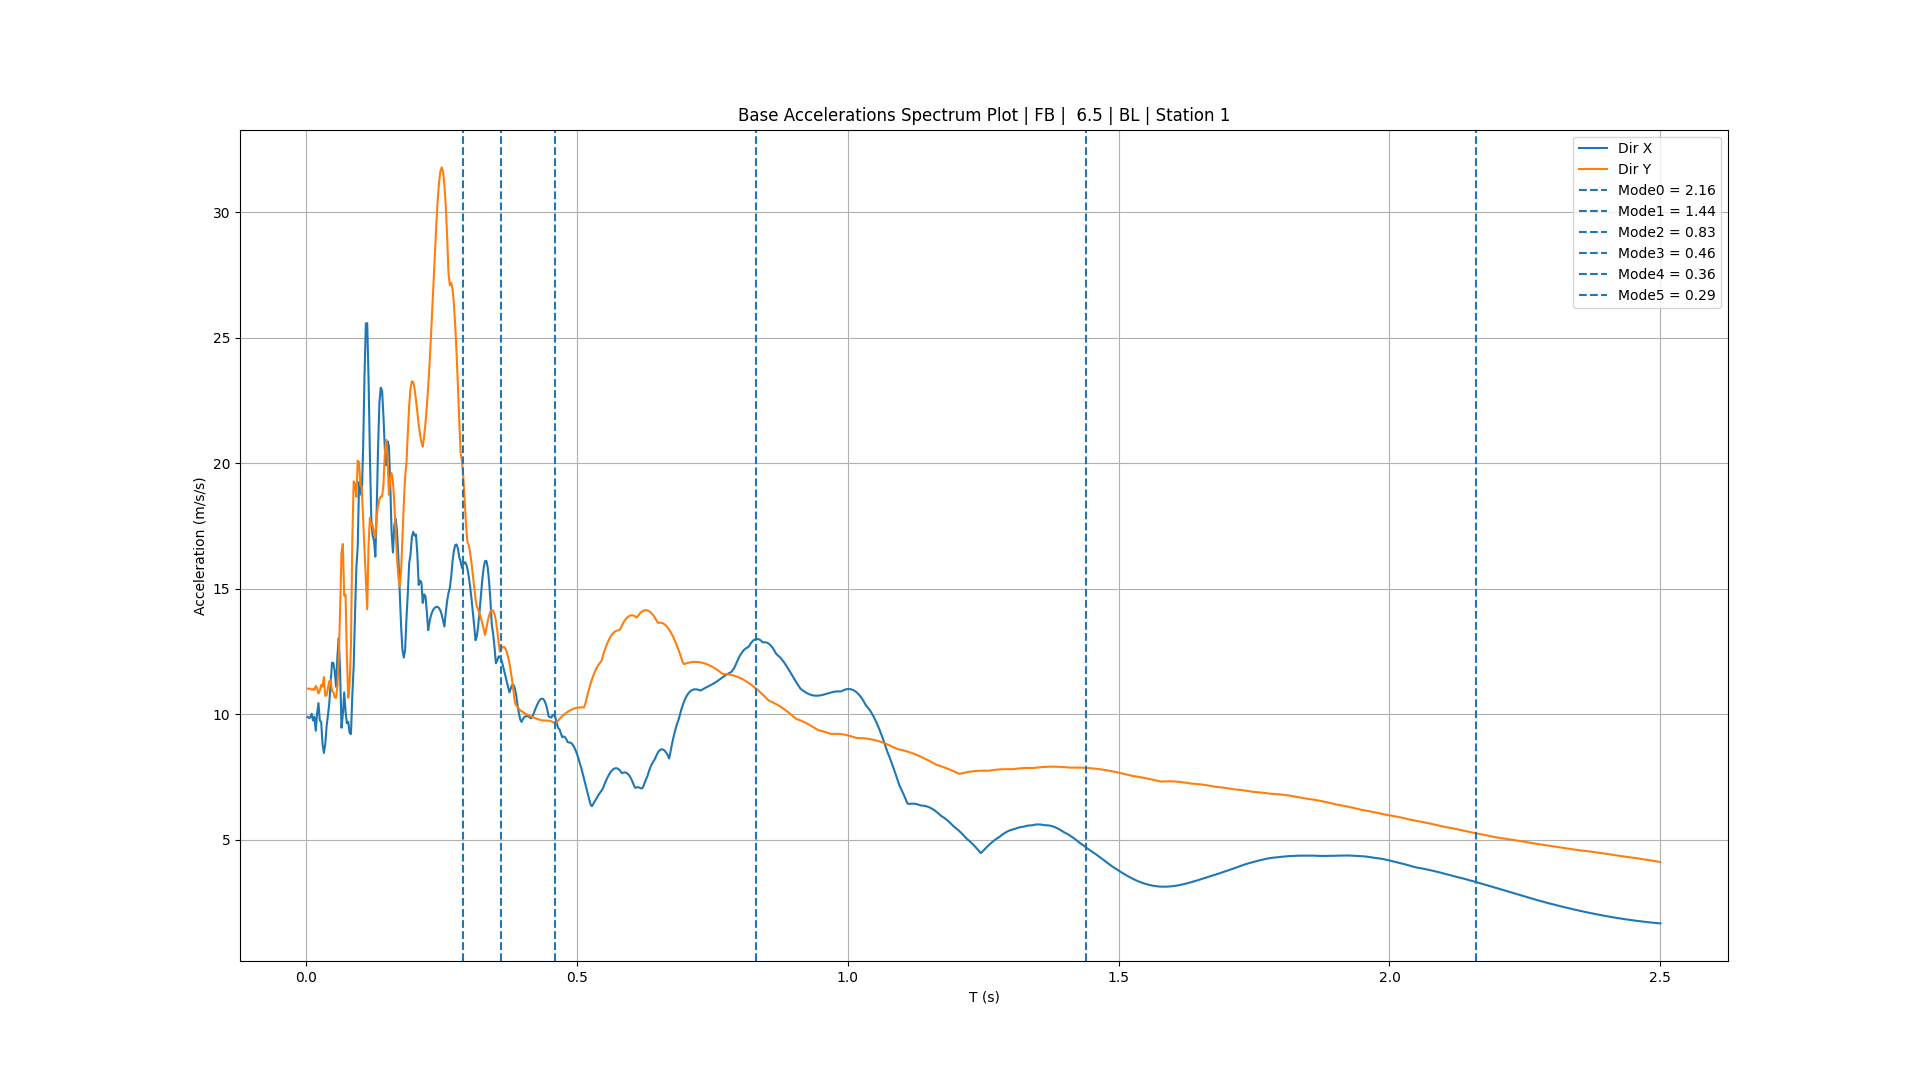 Base Accelerations Spectrum Plot | FB |  6.5 | BL | Station 1
Dir X
Dir Y
Mode0 = 2.16
Mode1 = 1.44
Mode2 = 0.83
Mode3 = 0.46
Mode4 = 0.36
Mode5 = 0.29
30
25
20
15
10
5
Acceleration (m/s/s)
0.0 0.5 1.0 1.5 2.0 2.5
T (s)